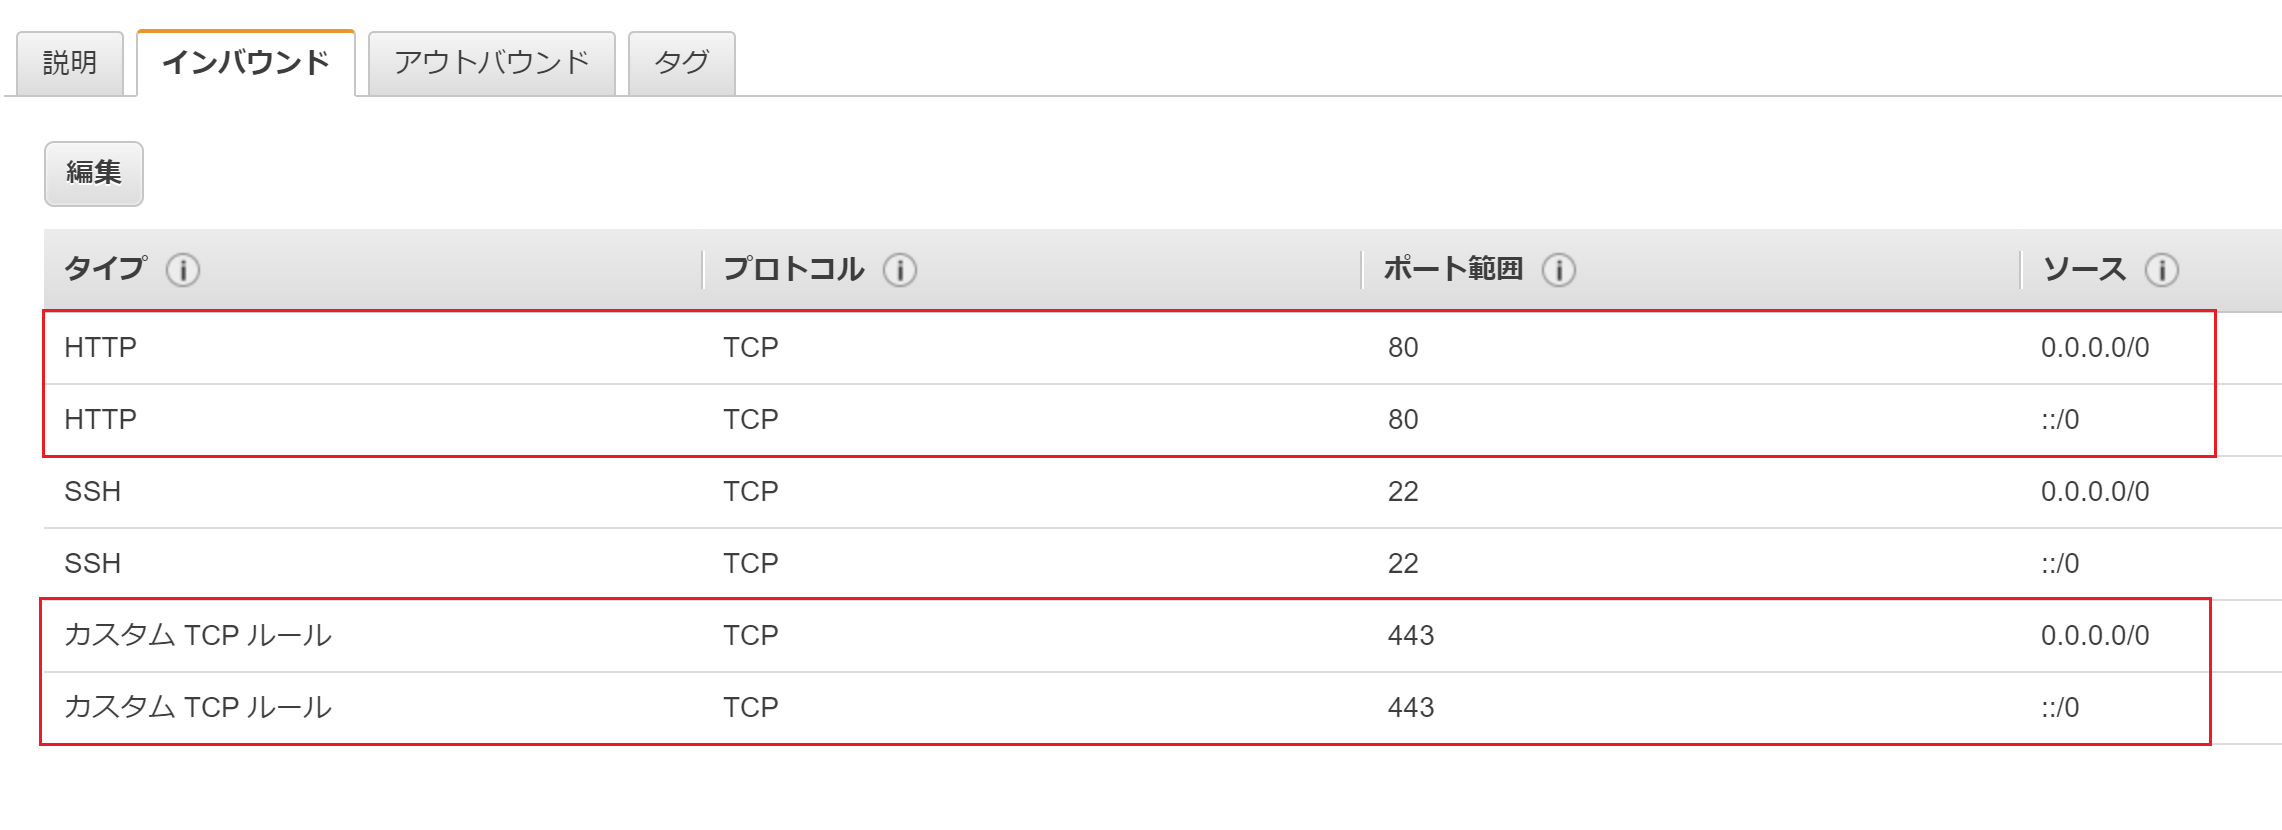 説明 インバウンド アウトバウンド タグ
編集
タイプ i プロトコル i ポート範囲 i ソース i
HTTP TCP 80 0.0.0.0/0
HTTP TCP 80 ::/0
SSH TCP 22 0.0.0.0/0
SSH TCP 22 ::/0
カスタム TCP ルール TCP 443 0.0.0.0/0
カスタム TCP ルール TCP 443 ::/0